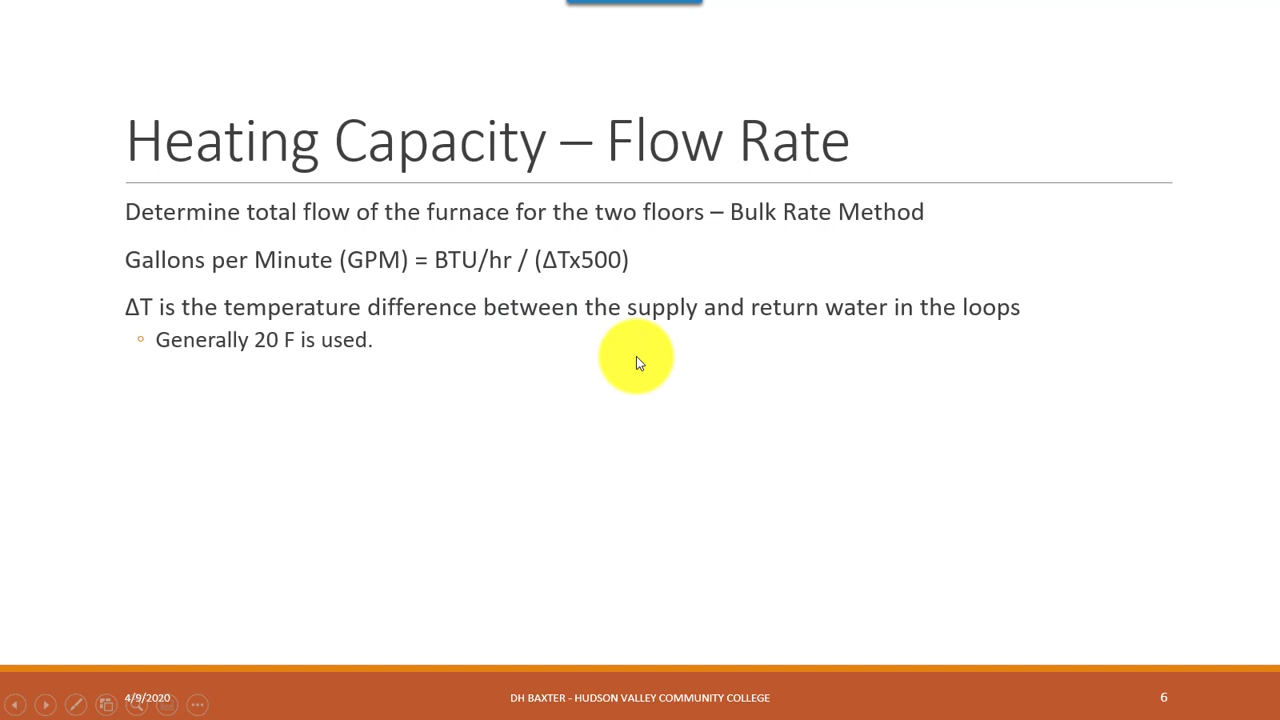 Heating Capacity – Flow Rate
Determine total flow of the furnace for the two floors – Bulk Rate Method
Gallons per Minute (GPM) = BTU/hr / (ΔTx500)
ΔT is the temperature difference between the supply and return water in the loops
Generally 20 F is used.
4/9/2020
DH BAXTER - HUDSON VALLEY COMMUNITY COLLEGE
6